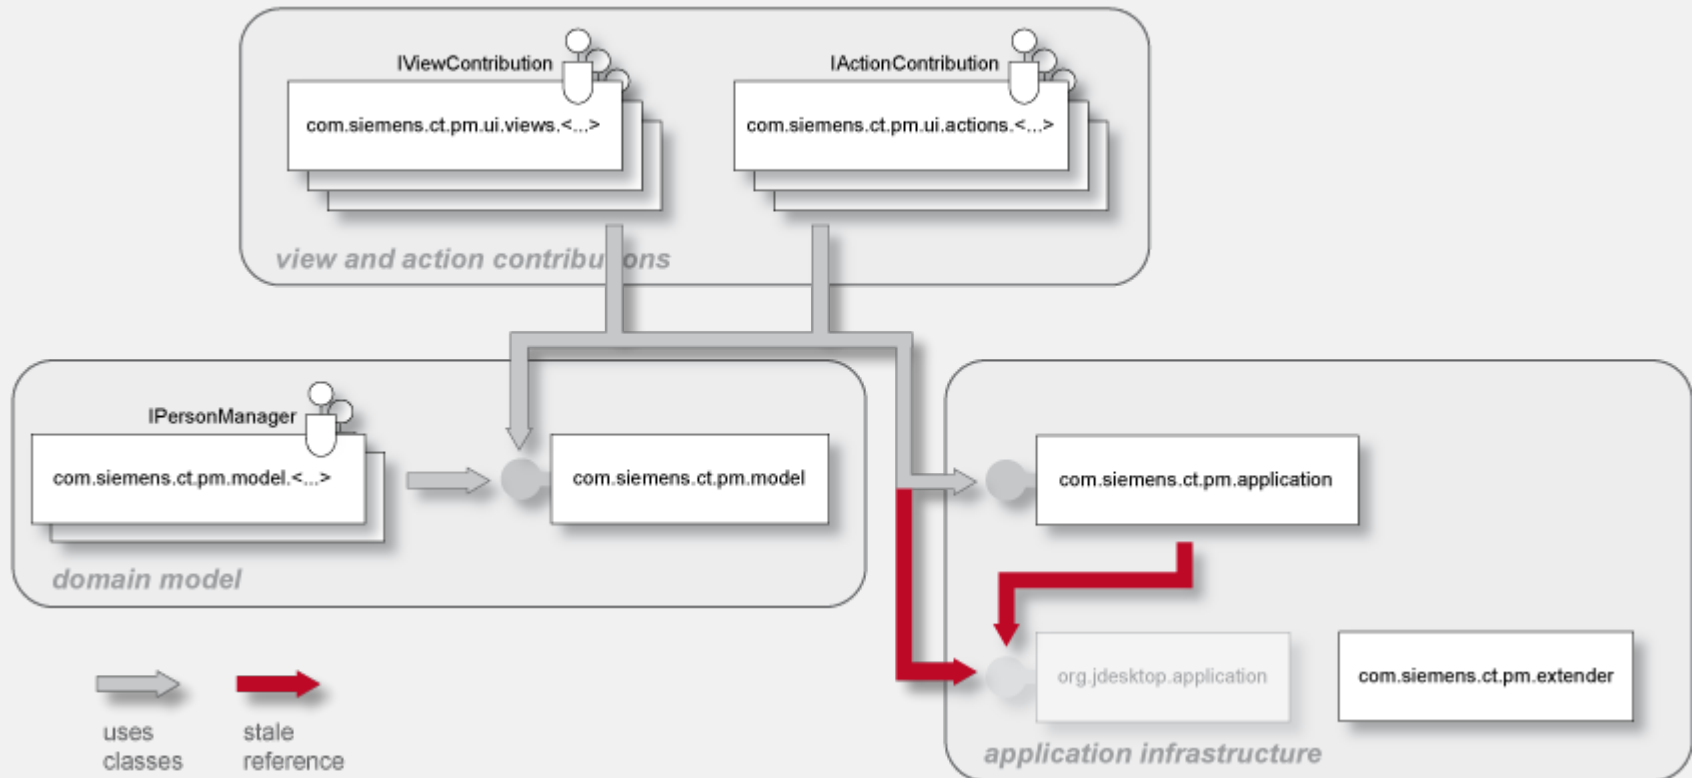 IViewContribution
IActionContribution
com.siemens.ct.pm.ui.views.<...>
com.siemens.ct.pm.ui.actions.<...>
view and action contributions
IPersonManager
com.siemens.ct.pm.model.<...>
com.siemens.ct.pm.model
com.siemens.ct.pm.application
domain model
org.jdesktop.application
com.siemens.ct.pm.extender
application infrastructure
uses
classes
stale
reference